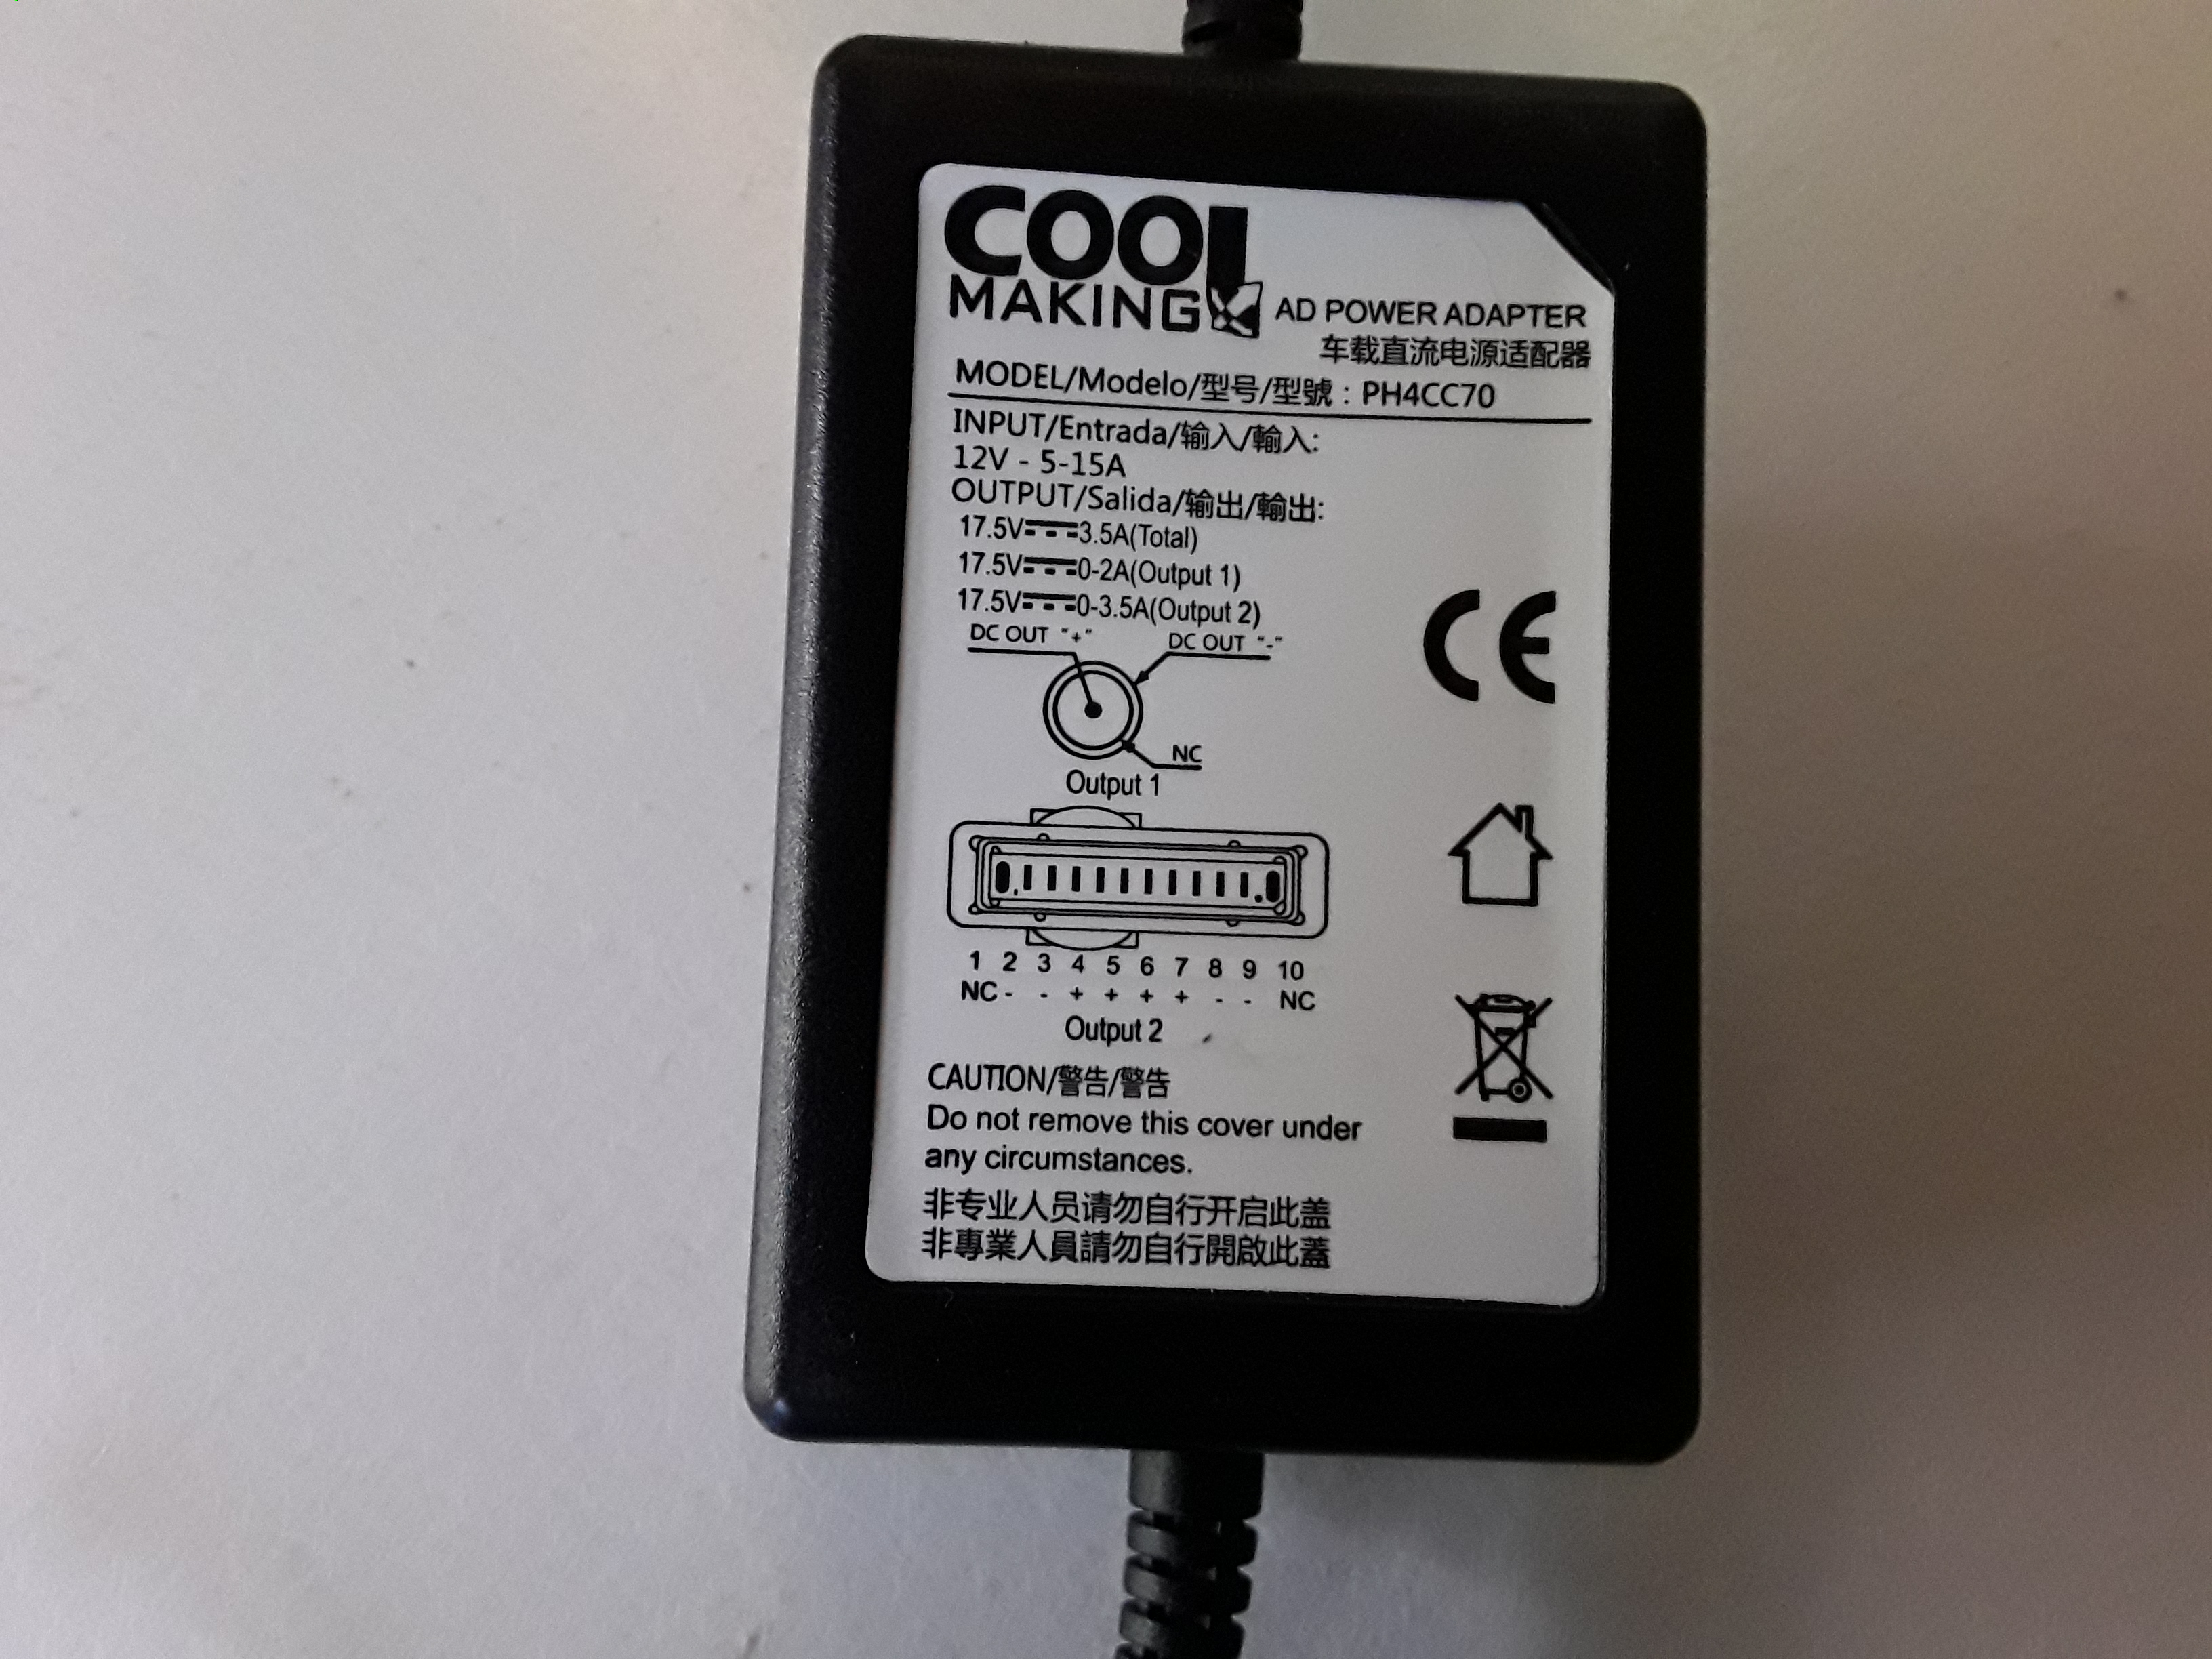 COOL
MAKING
AD POWER ADAPTER
车载直流电源适配器
MODEL/Modelo/型号/型號 : PH4CC70
INPUT/Entrada/输入/輸入:
12V - 5-15A
OUTPUT/Salida/输出/輸出:
17.5V⎓3.5A(Total)
17.5V⎓0-2A(Output 1)
17.5V⎓0-3.5A(Output 2)
DC OUT "+" DC OUT "-"
NC
Output 1
1 2 3 4 5 6 7 8 9 10
NC - - + + + + - - NC
Output 2
CE
CAUTION/警告/警告
Do not remove this cover under
any circumstances.
非专业人员请勿自行开启此盖
非專業人員請勿自行開啟此蓋